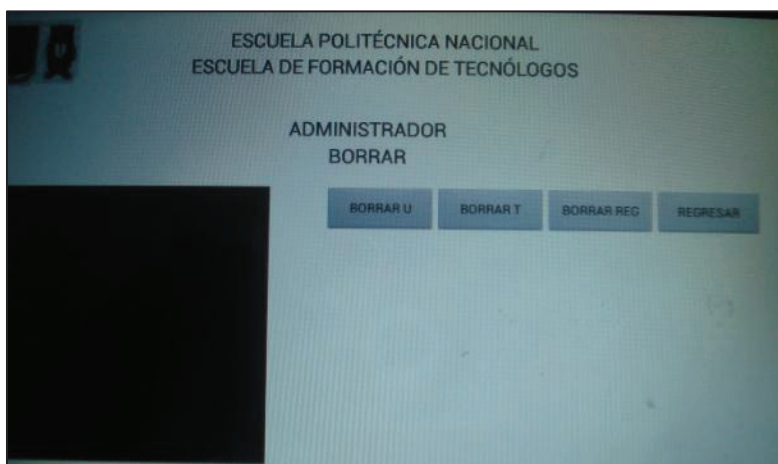 ESCUELA POLITÉCNICA NACIONAL
ESCUELA DE FORMACIÓN DE TECNÓLOGOS
ADMINISTRADOR
BORRAR
BORRAR U BORRAR T BORRAR REG REGRESAR